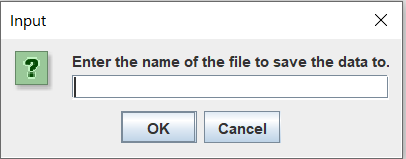 Input
?
Enter the name of the file to save the data to.
OK
Cancel